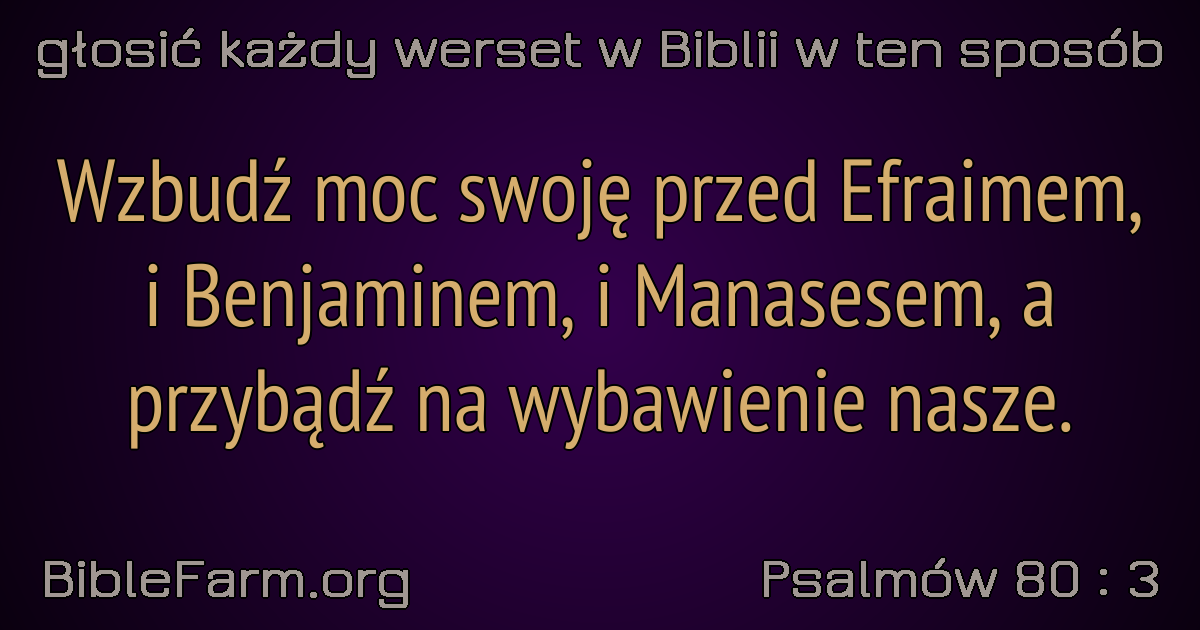 głosić każdy werset w Biblii w ten sposób
Wzbudź moc swoję przed Efraimem,
i Benjaminem, i Manasesem, a
przybądź na wybawienie nasze.
BibleFarm.org
Psalmów 80 : 3